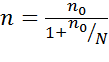 n = n₀ / (1 + n₀/N)